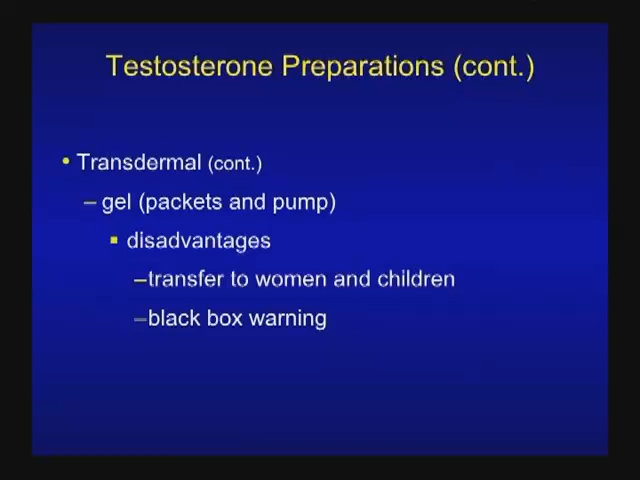 Testosterone Preparations (cont.)
• Transdermal (cont.)
– gel (packets and pump)
▪ disadvantages
–transfer to women and children
–black box warning